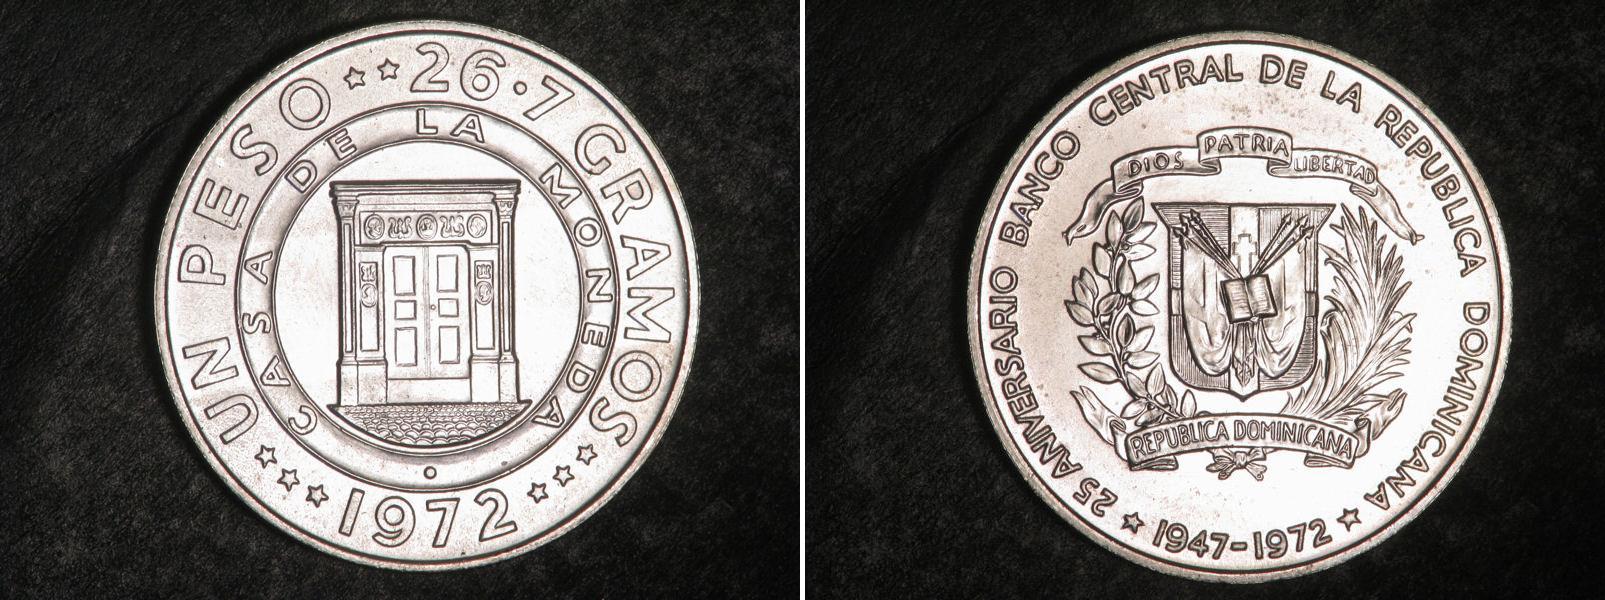 UN PESO ☆☆ 26·7 GRAMOS
CASA DE LA MONEDA
☆☆☆ 1972 ☆☆☆
25 ANIVERSARIO BANCO CENTRAL DE LA REPUBLICA DOMINICANA
DIOS PATRIA LIBERTAD
REPUBLICA DOMINICANA
☆ 1947-1972 ☆